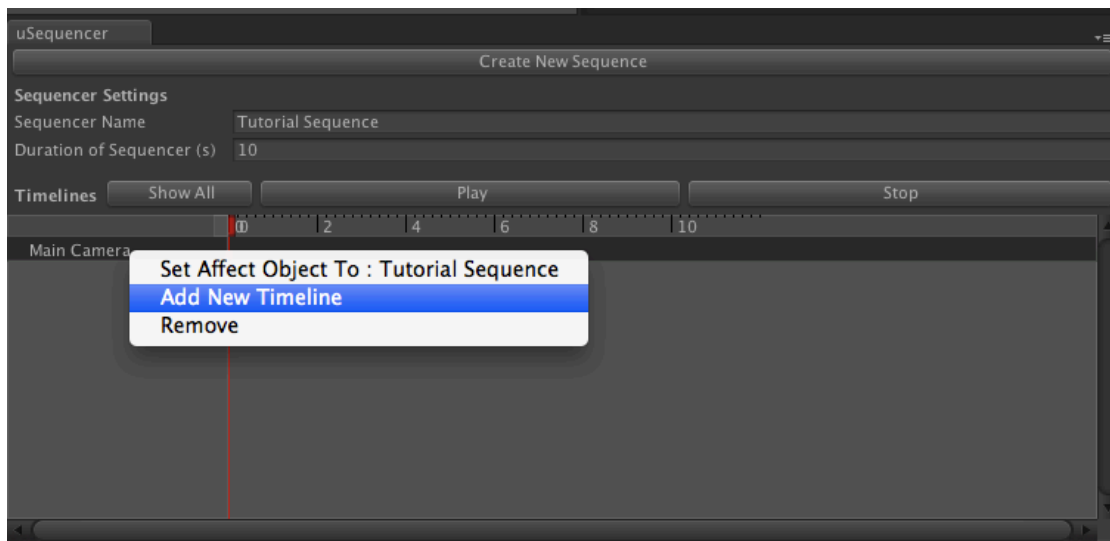 uSequencer
Create New Sequence
Sequencer Settings
Sequencer Name Tutorial Sequence
Duration of Sequencer (s) 10
Timelines Show All Play Stop
0 2 4 6 8 10
Main Camera
Set Affect Object To : Tutorial Sequence
Add New Timeline
Remove